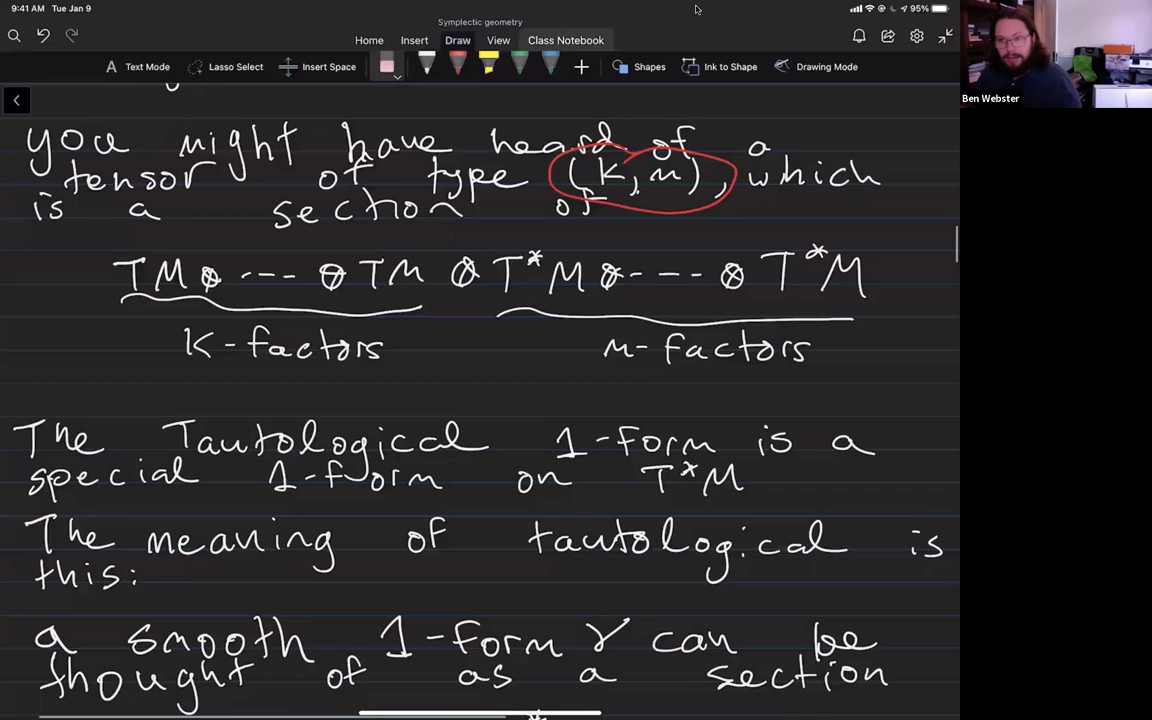 9:41 AM Tue Jan 9
95%
Symplectic geometry
Home Insert Draw View Class Notebook
Text Mode Lasso Select Insert Space Shapes Ink to Shape Drawing Mode
Ben Webster
you might have heard of a
tensor of type (k,n), which
is a section of
TM⊗---⊗TM⊗T*M⊗---⊗T*M
k-factors n-factors
The Tautological 1-form is a
special 1-form on T*M
The meaning of tautological is
this:
a smooth 1-form γ can be
thought of as a section